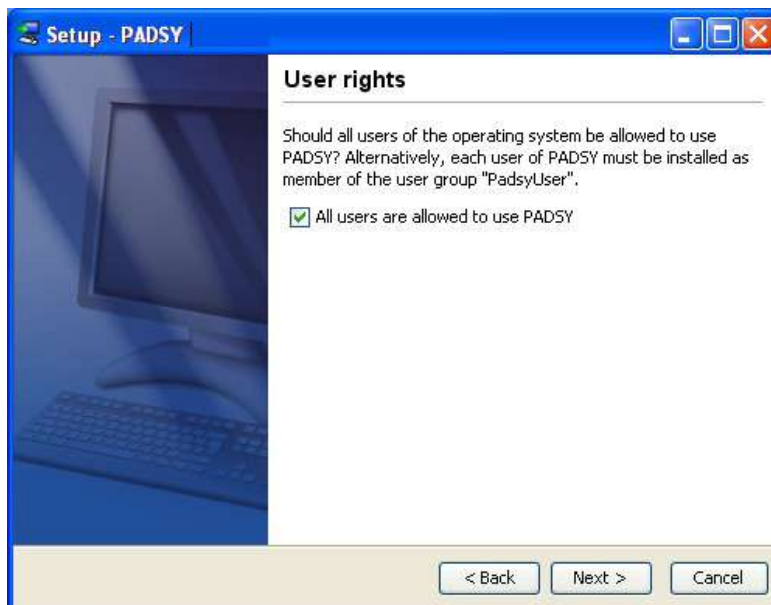 Setup - PADSY
User rights
Should all users of the operating system be allowed to use
PADSY? Alternatively, each user of PADSY must be installed as
member of the user group "PadsyUser".
All users are allowed to use PADSY
< Back Next > Cancel